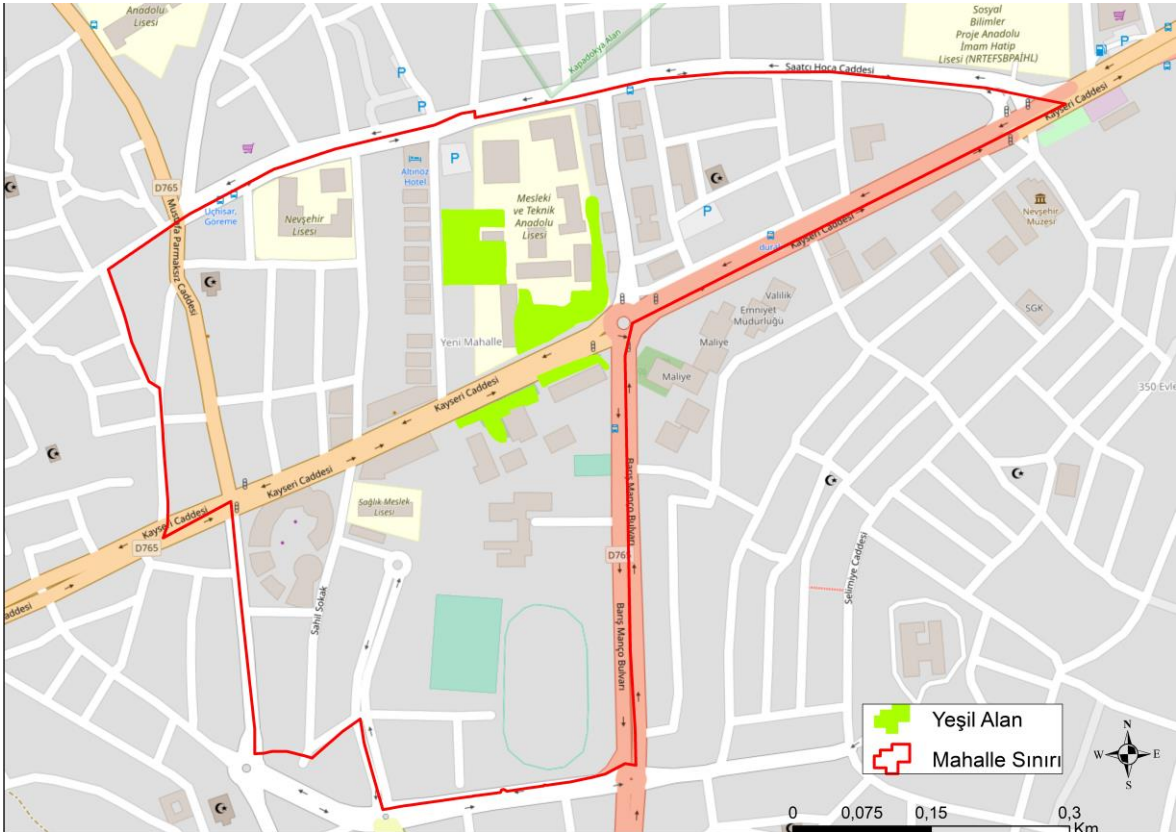 Anadolu
Lisesi
Sosyal
Bilimler
Proje Anadolu
İmam Hatip
Lisesi (NRTEFSBPAİHL)
Kapadokya Alan
P
P
Saatci Hoca Caddesi
Kayseri Caddesi
D765
Altınöz
Hotel
P
Mesleki
ve Teknik
Anadolu
Lisesi
P
Uçhisar,
Göreme
Nevşehir
Lisesi
Mustafa Parmaksız Caddesi
Nevşehir
Müzesi
Kayseri Caddesi
durak
Valilik
Emniyet
Mudurluğu
SGK
Yeni Mahalle
Maliye
Maliye
350 Evle
Kayseri Caddesi
Kayseri Caddesi
Barış Manço Bulvarı
Sağlık Meslek
Lisesi
Kayseri Caddesi
D765
D765
Selimiye Caddesi
Caddesi
Sahil Sokak
Barış Manço Bulvarı
Yeşil Alan
Mahalle Sınırı
N
W E
S
0 0,075 0,15 0,3
Km